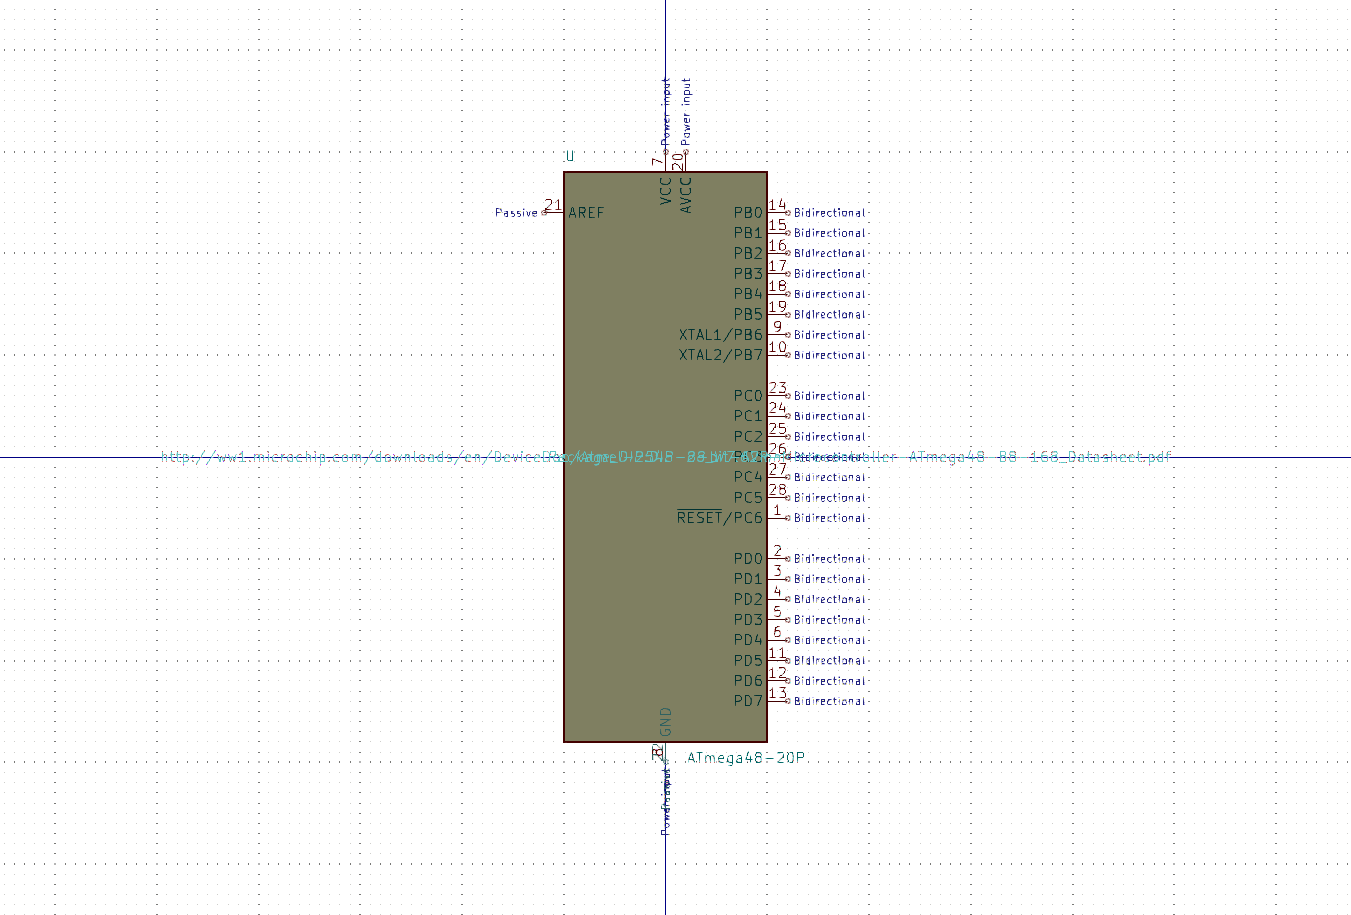 Power input
Power input
U
7
20
VCC
AVCC
Passive 21 AREF
PB0 14 Bidirectional
PB1 15 Bidirectional
PB2 16 Bidirectional
PB3 17 Bidirectional
PB4 18 Bidirectional
PB5 19 Bidirectional
XTAL1/PB6 9 Bidirectional
XTAL2/PB7 10 Bidirectional
PC0 23 Bidirectional
PC1 24 Bidirectional
PC2 25 Bidirectional
26
http://ww1.microchip.com/downloads/en/Device ATmega48_88_168_Datasheet.pdf
PC4 27 Bidirectional
PC5 28 Bidirectional
RESET/PC6 1 Bidirectional
PD0 2 Bidirectional
PD1 3 Bidirectional
PD2 4 Bidirectional
PD3 5 Bidirectional
PD4 6 Bidirectional
PD5 11 Bidirectional
PD6 12 Bidirectional
PD7 13 Bidirectional
GND
8
ATmega48-20P
Power input